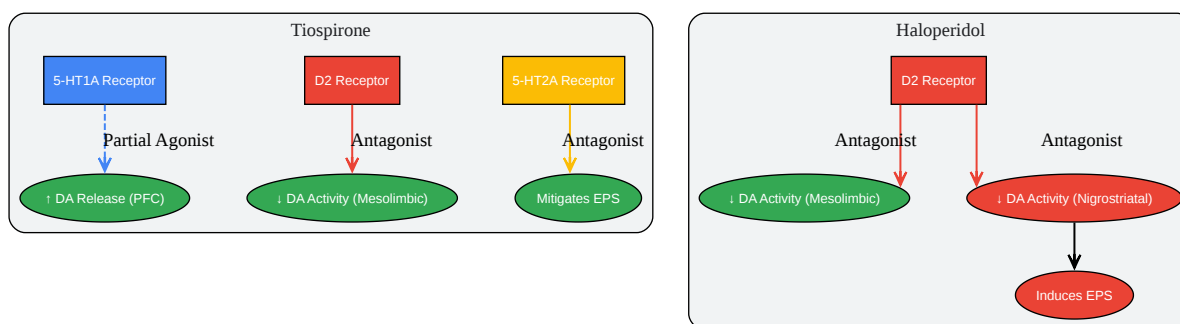 Tiospirone
5-HT1A Receptor
D2 Receptor
5-HT2A Receptor
Partial Agonist
Antagonist
Antagonist
↑ DA Release (PFC)
↓ DA Activity (Mesolimbic)
Mitigates EPS
Haloperidol
D2 Receptor
Antagonist
Antagonist
↓ DA Activity (Mesolimbic)
↓ DA Activity (Nigrostriatal)
Induces EPS